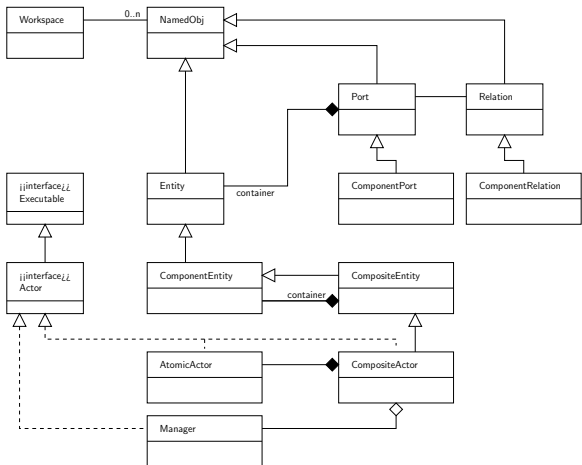 Workspace
0..n
NamedObj
Port
Relation
¡¡interface¿¿
Executable
Entity
container
ComponentPort
ComponentRelation
¡¡interface¿¿
Actor
ComponentEntity
container
CompositeEntity
AtomicActor
CompositeActor
Manager